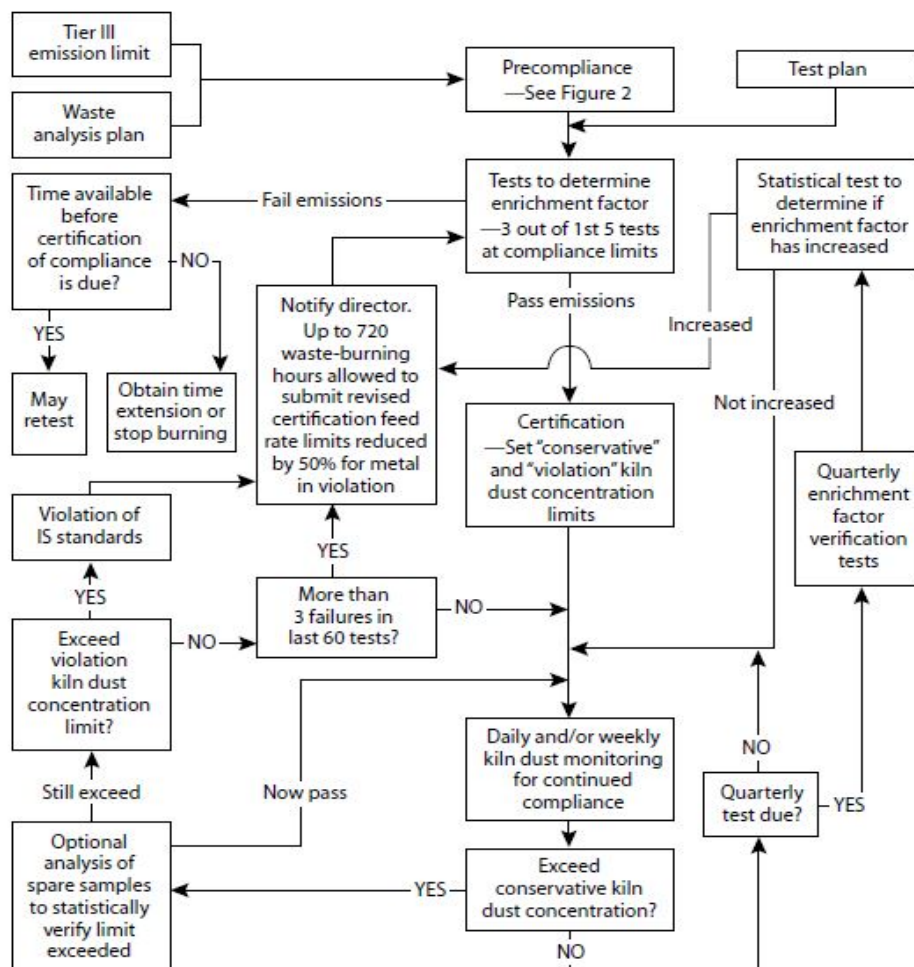 Tier III
emission limit
Precompliance
—See Figure 2
Test plan
Waste
analysis plan
Time available
before
certification
of compliance
is due?
Fail emissions
Tests to determine
enrichment factor
—3 out of 1st 5 tests
at compliance limits
Statistical test to
determine if
enrichment factor
has increased
NO
YES
Pass emissions
Increased
Notify director.
Up to 720
waste-burning
hours allowed to
submit revised
certification feed
rate limits reduced
by 50% for metal
in violation
May
retest
Obtain time
extension or
stop burning
Not increased
Certification
—Set “conservative”
and “violation” kiln
dust concentration
limits
Quarterly
enrichment
factor
verification
tests
Violation of
IS standards
YES
YES
More than
3 failures in
last 60 tests?
NO
Exceed
violation
kiln dust
concentration
limit?
NO
Daily and/or weekly
kiln dust monitoring
for continued
compliance
NO
Still exceed
Now pass
Quarterly
test due?
YES
Optional
analysis of
spare samples
to statistically
verify limit
exceeded
YES
Exceed
conservative kiln
dust concentration?
NO